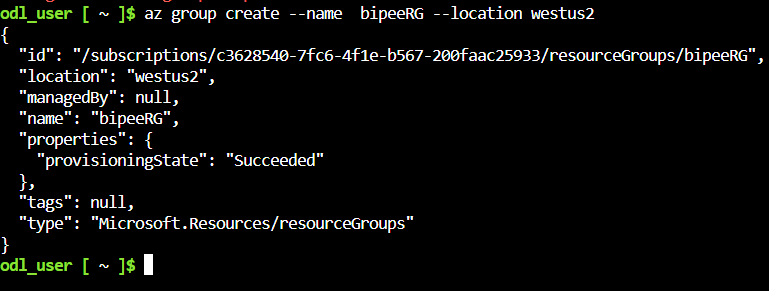 odl_user [ ~ ]$ az group create --name  bipeeRG --location westus2
{
  "id": "/subscriptions/c3628540-7fc6-4f1e-b567-200faac25933/resourceGroups/bipeeRG",
  "location": "westus2",
  "managedBy": null,
  "name": "bipeeRG",
  "properties": {
    "provisioningState": "Succeeded"
  },
  "tags": null,
  "type": "Microsoft.Resources/resourceGroups"
}
odl_user [ ~ ]$